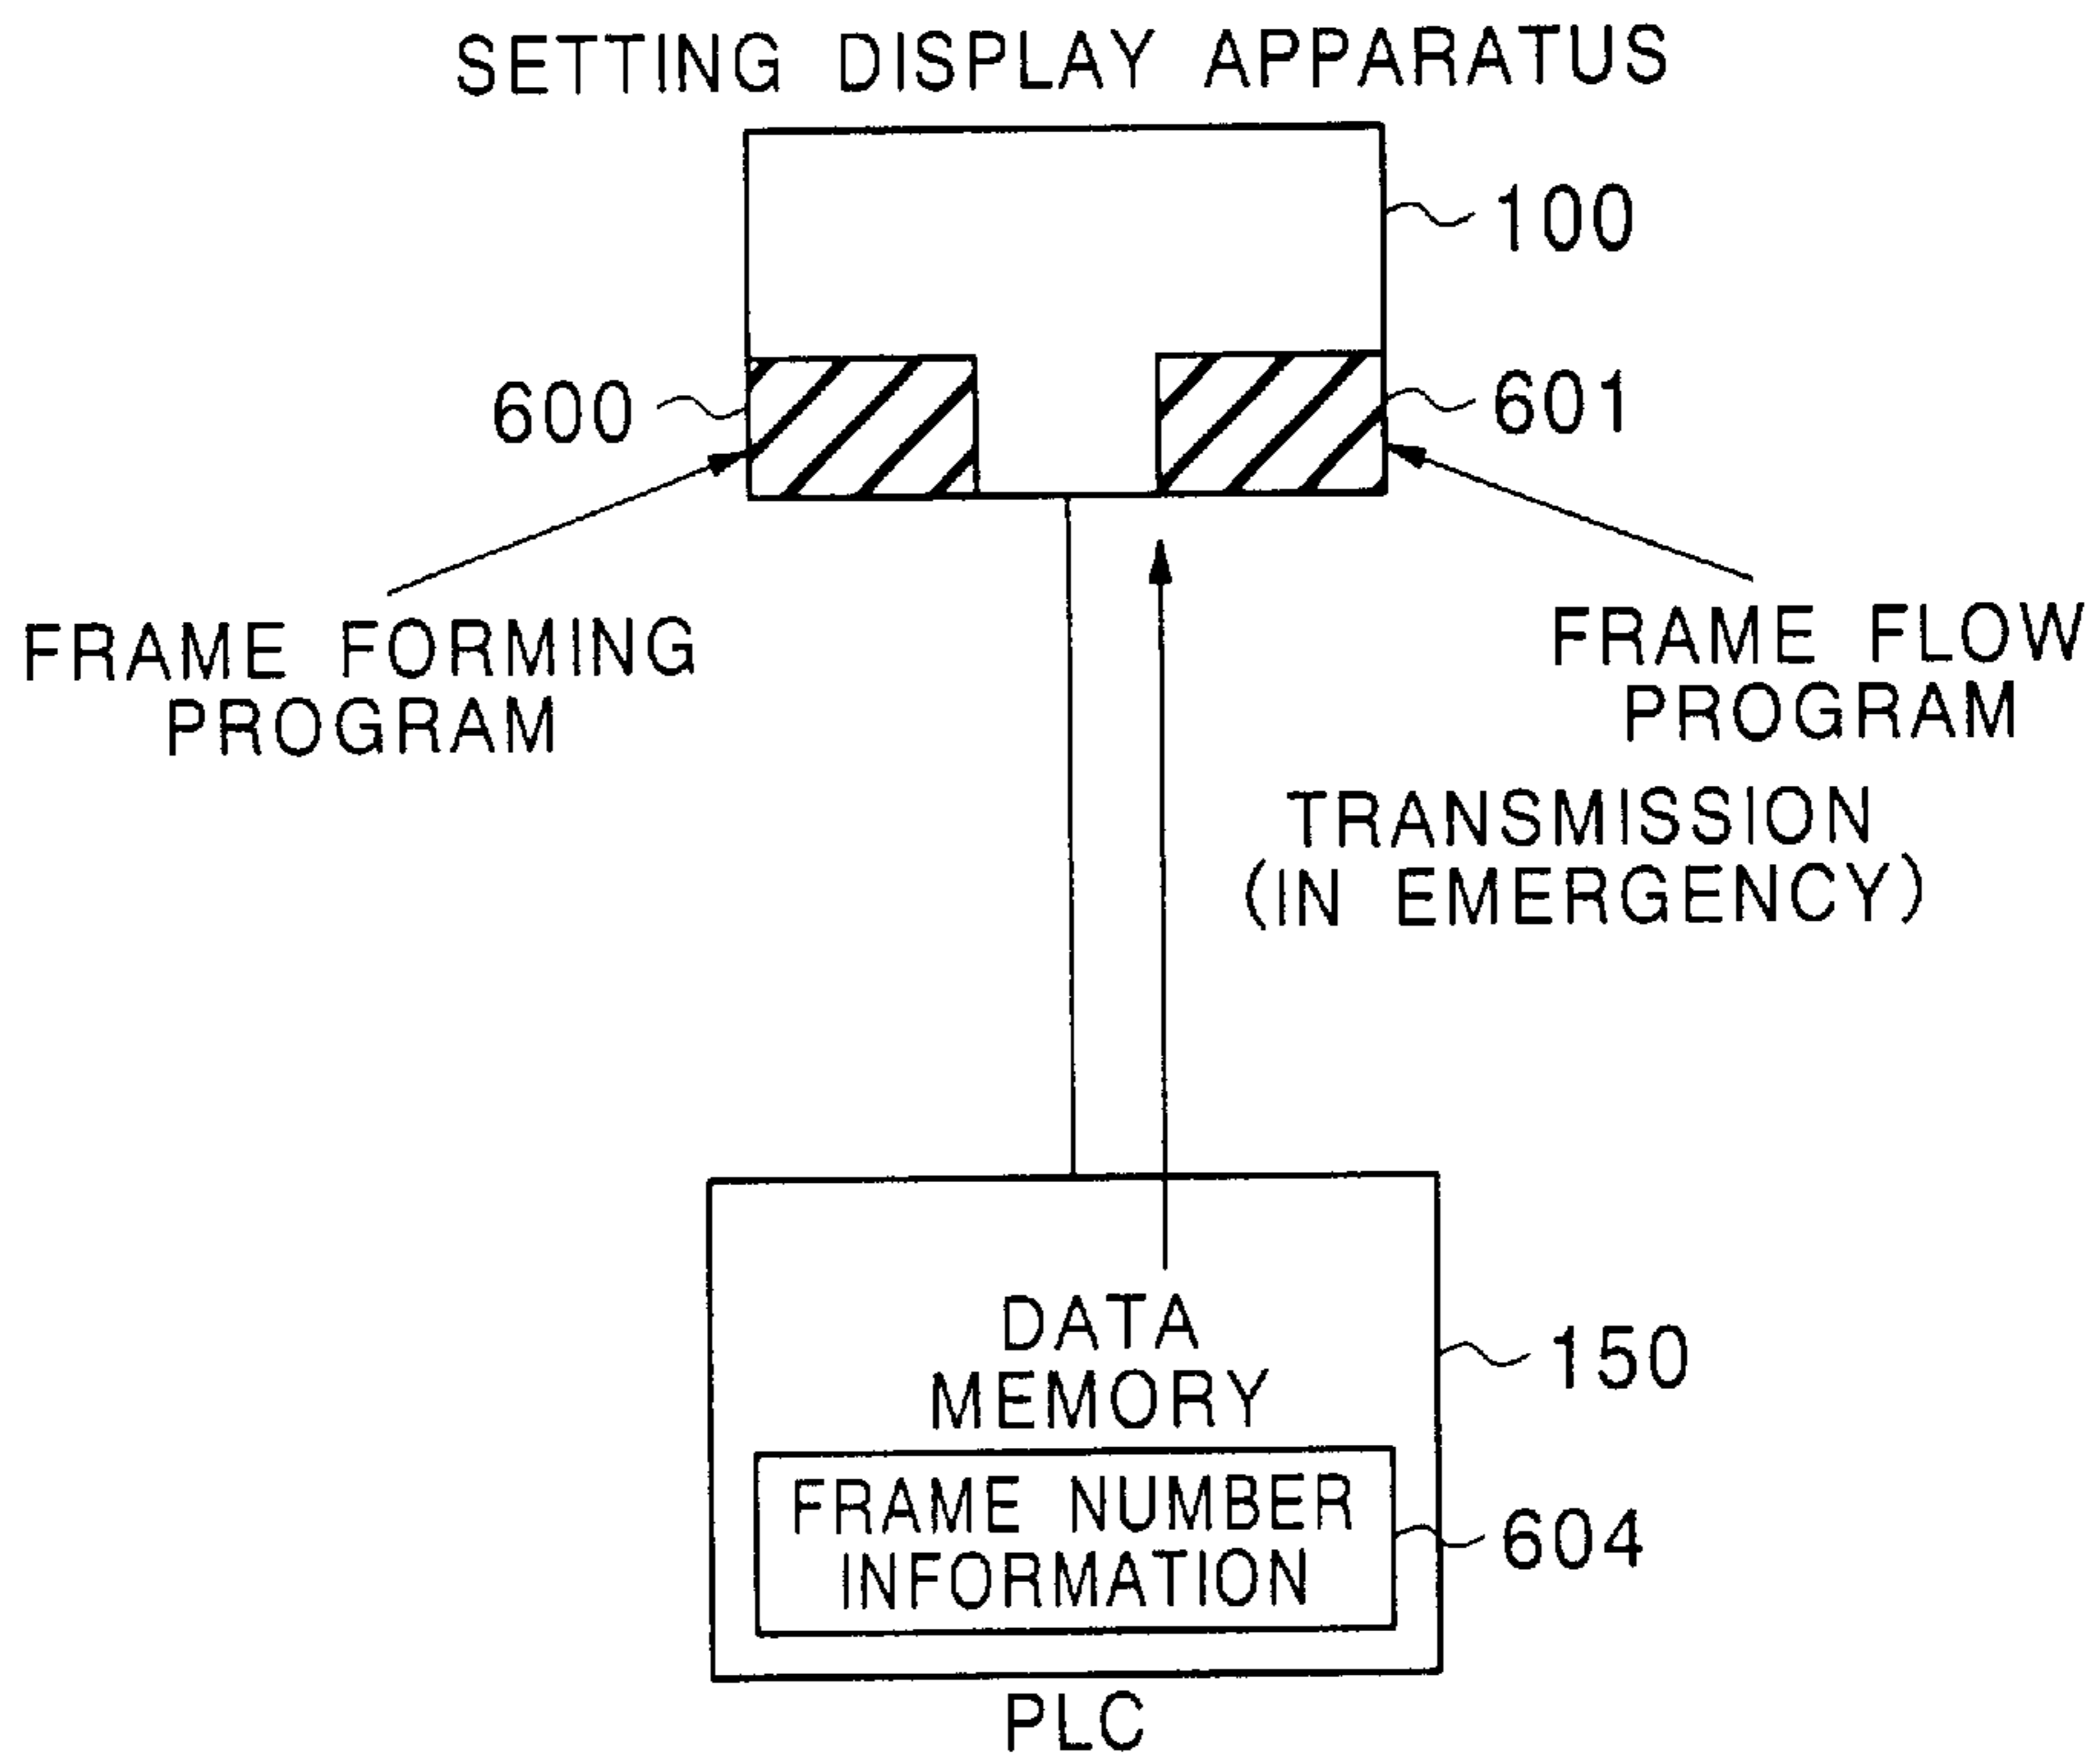 SETTING DISPLAY APPARATUS
100
600
601
FRAME FORMING
PROGRAM
FRAME FLOW
PROGRAM
TRANSMISSION
(IN EMERGENCY)
DATA
MEMORY
150
FRAME NUMBER
INFORMATION
604
PLC